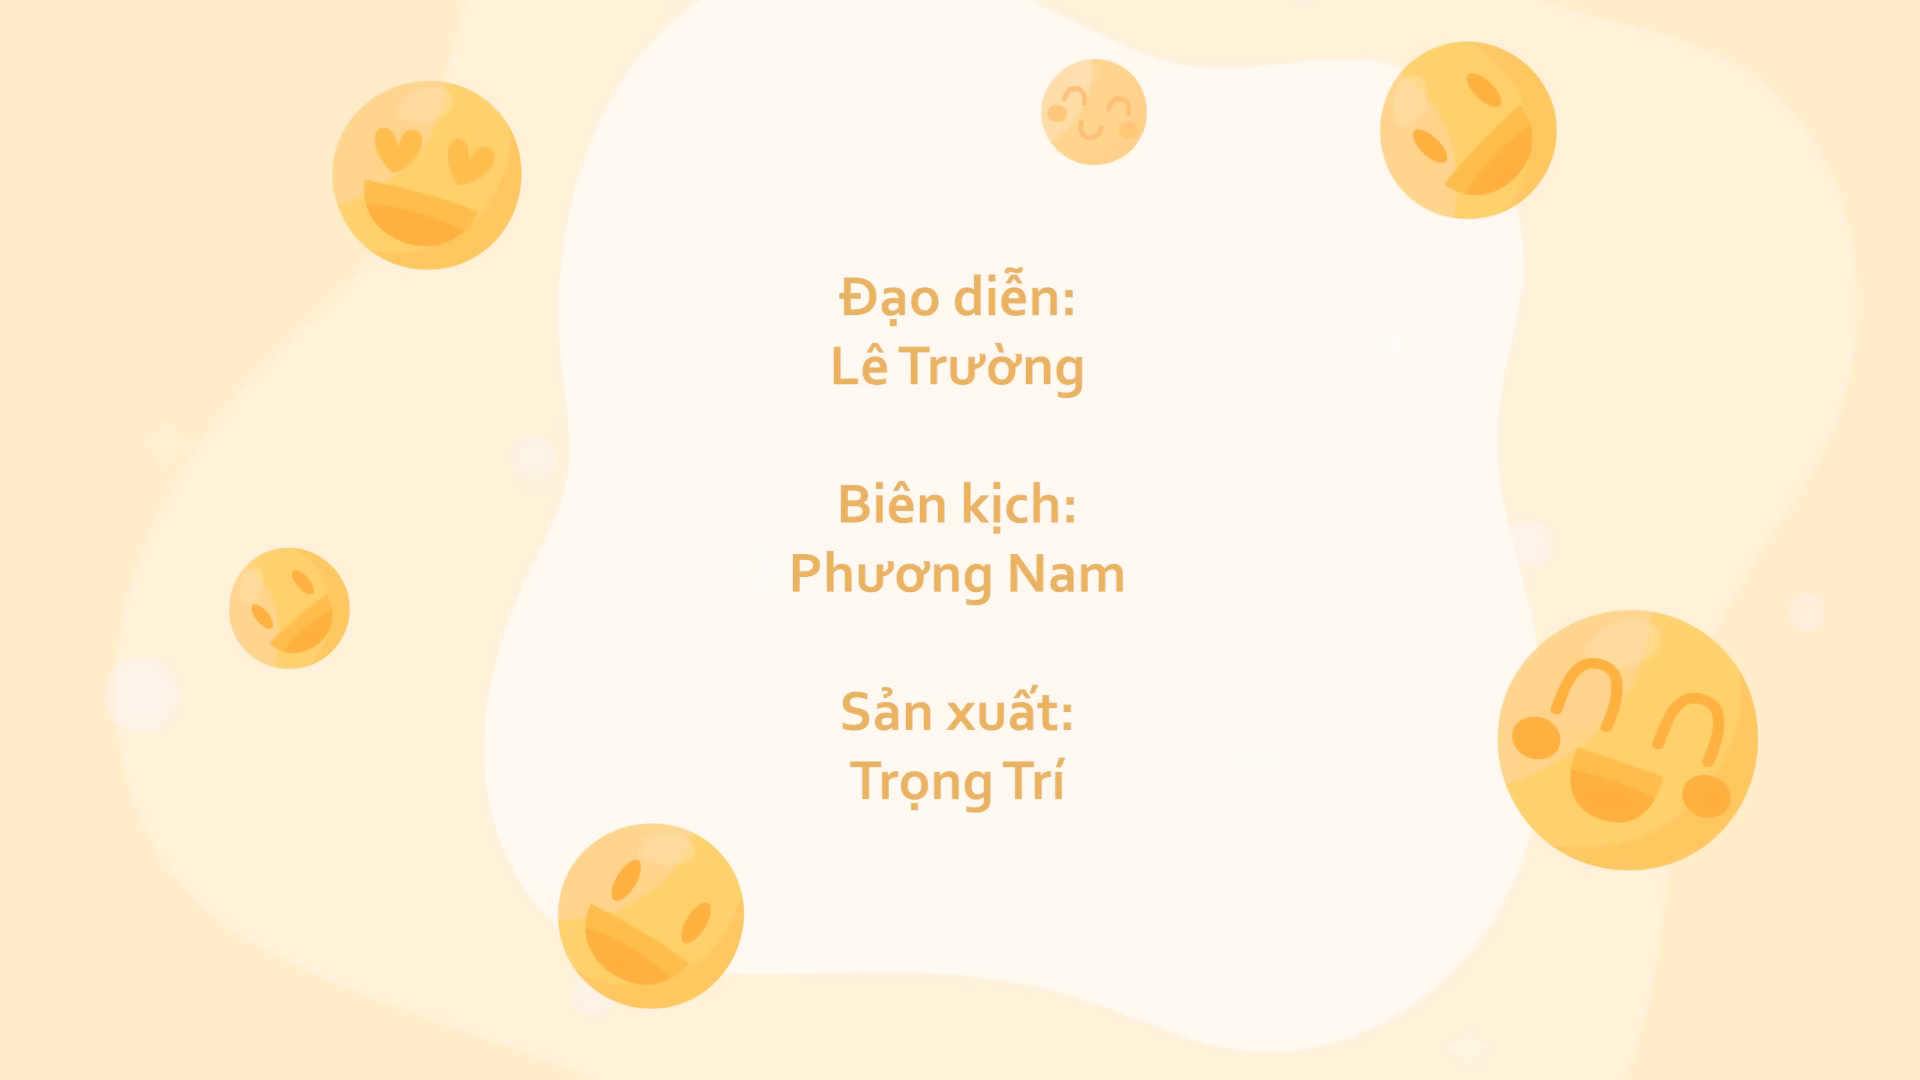 Đạo diễn:
Lê Trường
Biên kịch:
Phương Nam
Sản xuất:
Trọng Trí